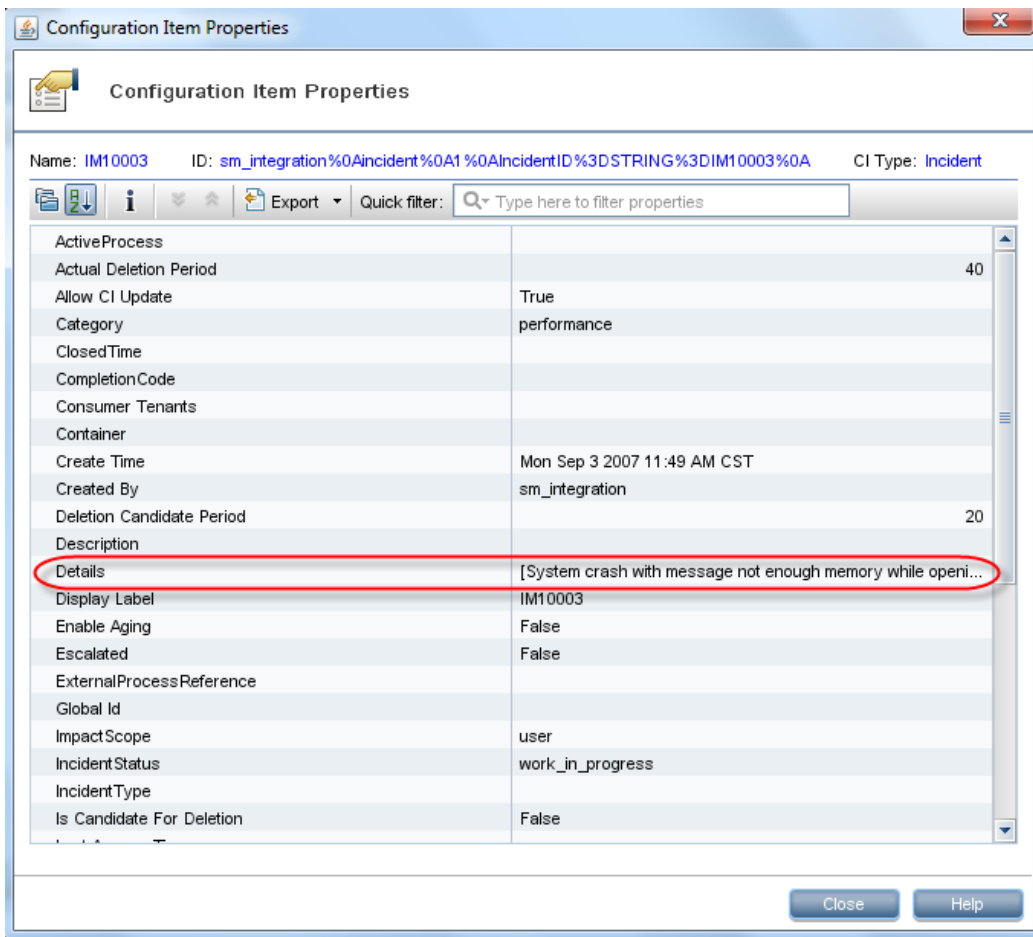 Configuration Item Properties
Configuration Item Properties
Name: IM10003 ID: sm_integration%0Aincident%0A1%0AIncidentID%3DSTRING%3DIM10003%0A CI Type: Incident
Export Quick filter: Type here to filter properties
ActiveProcess
Actual Deletion Period 40
Allow CI Update True
Category performance
ClosedTime
CompletionCode
Consumer Tenants
Container
Create Time Mon Sep 3 2007 11:49 AM CST
Created By sm_integration
Deletion Candidate Period 20
Description
Details [System crash with message not enough memory while openi...
Display Label IM10003
Enable Aging False
Escalated False
ExternalProcessReference
Global Id
ImpactScope user
IncidentStatus work_in_progress
IncidentType
Is Candidate For Deletion False
Close Help